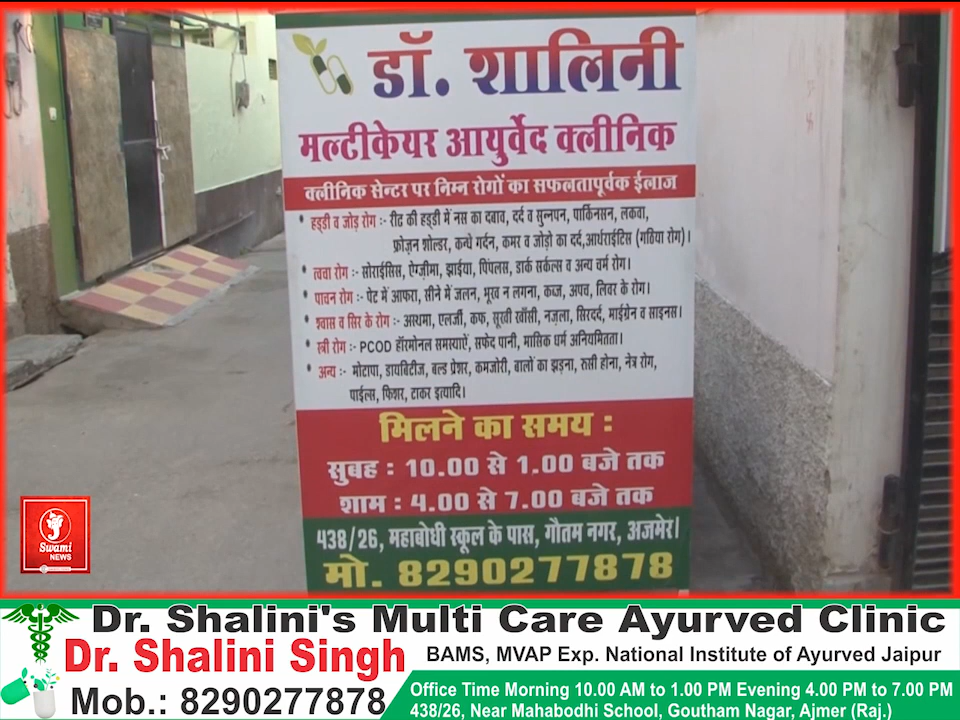 डॉ. शालिनी
मल्टीकेयर आयुर्वेद क्लीनिक
क्लीनिक सेन्टर पर निम्न रोगों का सफलतापूर्वक ईलाज
• हड्डी व जोड़ रोग :- रीट की हड्डी में नस का दबाव, दर्द व सुन्नपन, पार्किनसन, लकवा,
फ्रोज़न शोल्डर, कन्धे गर्दन, कमर व जोड़ो का दर्द,आर्थराईटिस (गठिया रोग)।
• त्वचा रोग :- सोराईसिस, ऐग्ज़ीमा, झाईया, पिंपलस, डार्क सर्कल्स व अन्य चर्म रोग।
• पाचन रोग :- पेट में आफरा, सीने में जलन, भूख न लगना, कब्ज, अपच, लिवर के रोग।
• श्वास व सिर के रोग :- अस्थमा, एलर्जी, कफ, सूखी खाँसी, नज़ला, सिरदर्द, माईग्रेन व साइनस।
• स्त्री रोग :- PCOD हॉरमोनल समस्याऐं, सफेद पानी, मासिक धर्म अनियमितता।
• अन्य :- मोटापा, डायबिटीज, बल्ड प्रेशर, कमजोरी, बालों का झड़ना, रूसी होना, नेत्र रोग,
पाईल्स, फिशर, टाकर इत्यादि।
मिलने का समय :
सुबह : 10.00 से 1.00 बजे तक
शाम : 4.00 से 7.00 बजे तक
438/26, महाबोधी स्कूल के पास, गौतम नगर, अजमेर।
मो. 8290277878
Swami
NEWS
Dr. Shalini's Multi Care Ayurved Clinic
Dr. Shalini Singh
BAMS, MVAP Exp. National Institute of Ayurved Jaipur
Mob.: 8290277878
Office Time Morning 10.00 AM to 1.00 PM Evening 4.00 PM to 7.00 PM
438/26, Near Mahabodhi School, Goutham Nagar, Ajmer (Raj.)